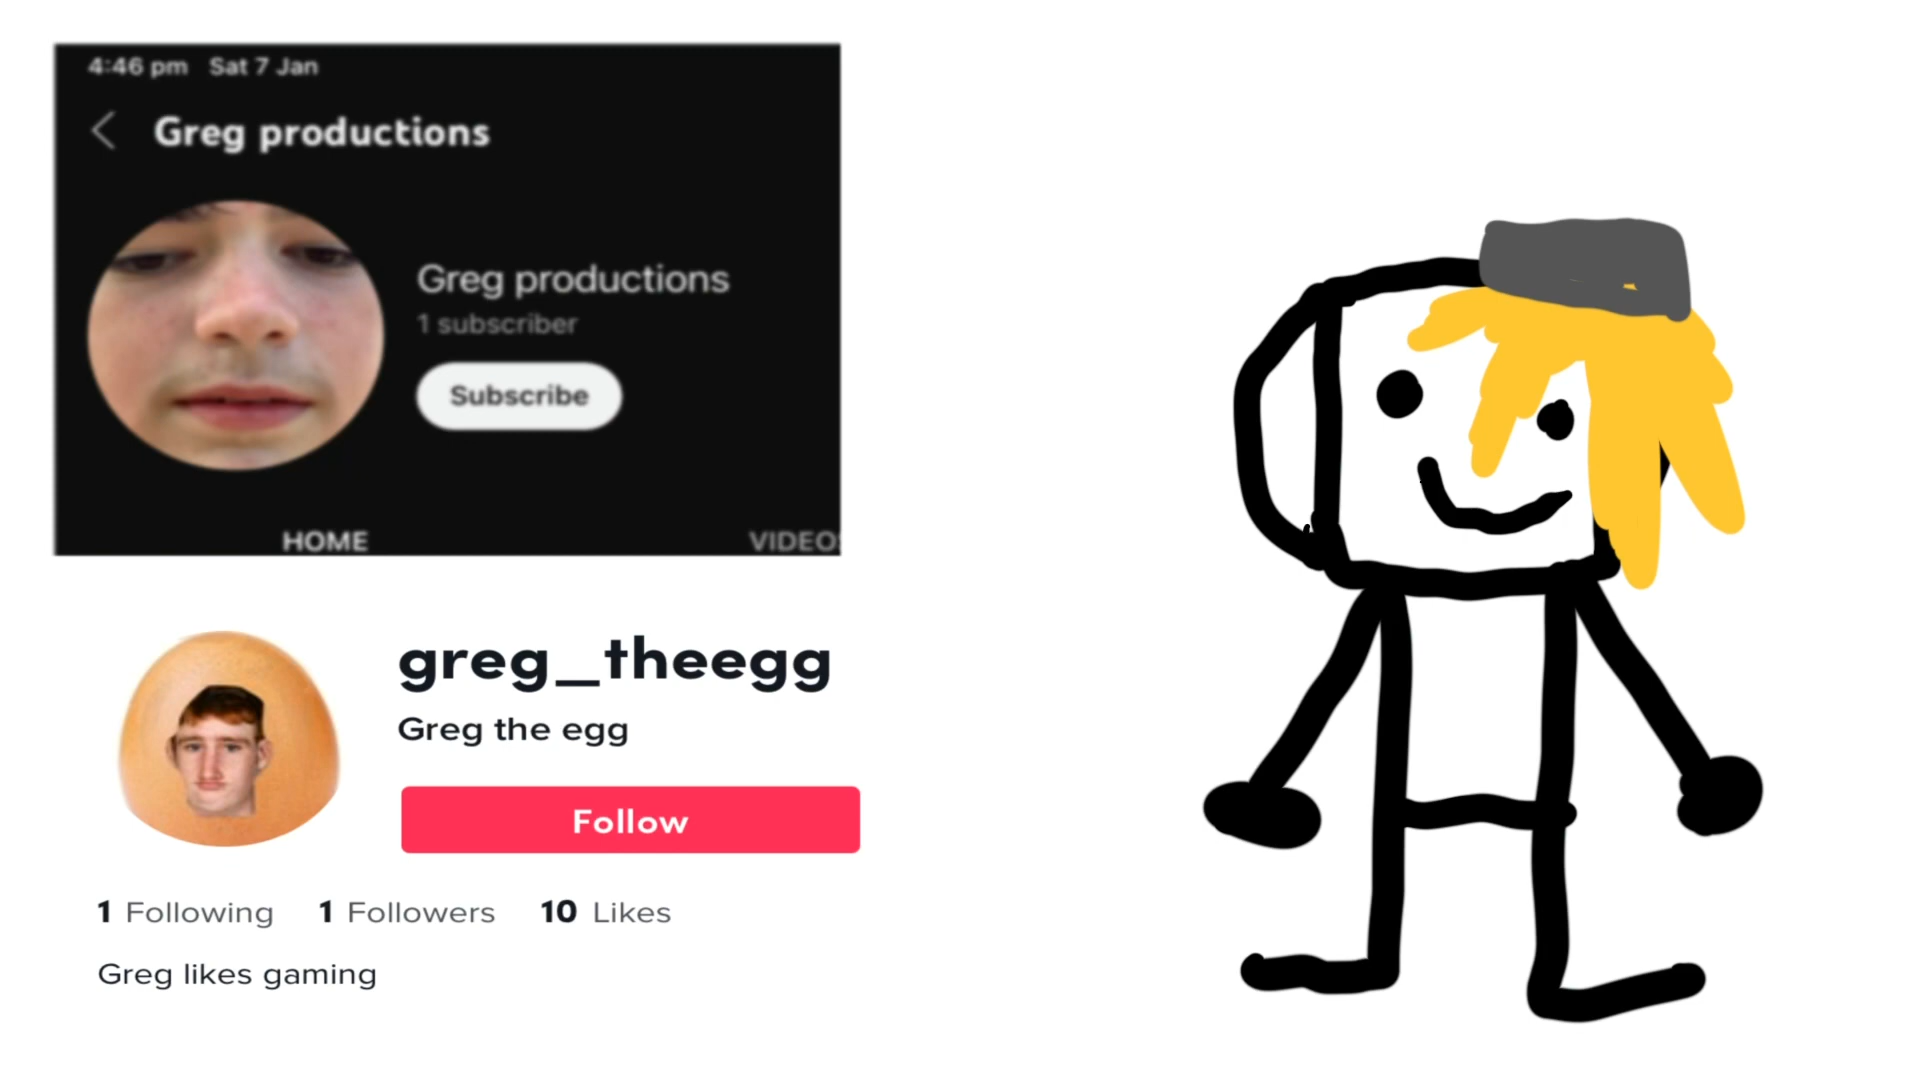 4:46 pm Sat 7 Jan
Greg productions
Greg productions
1 subscriber
Subscribe
HOME VIDEOS
greg_theegg
Greg the egg
Follow
1 Following 1 Followers 10 Likes
Greg likes gaming